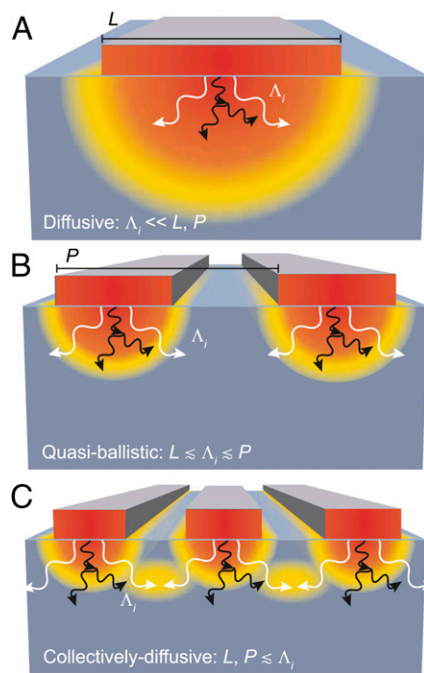 A
L
Λi
Diffusive: Λi << L, P
B
P
Λi
Quasi-ballistic: L ≲ Λi ≲ P
C
Λi
Collectively-diffusive: L, P ≲ Λi